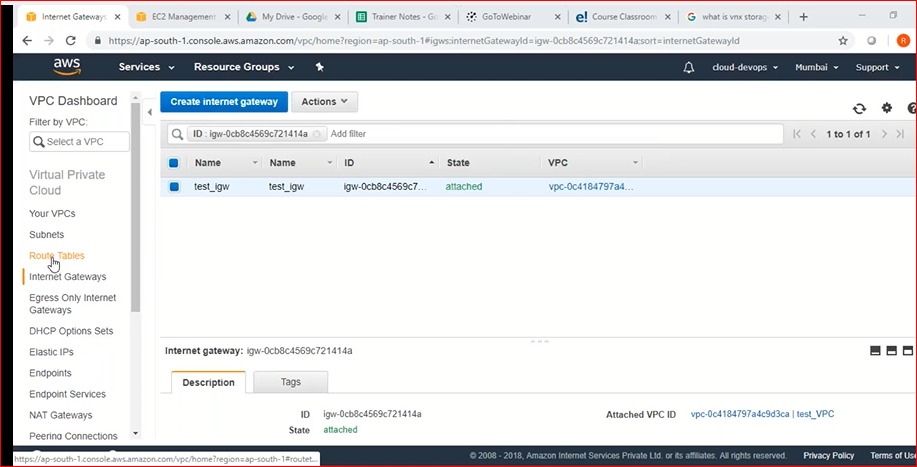 Internet Gateways
EC2 Management
My Drive - Google
Trainer Notes - Go
GoToWebinar
Course Classroom
what is vnx storag
https://ap-south-1.console.aws.amazon.com/vpc/home?region=ap-south-1#igws:internetGatewayId=igw-0cb8c4569c721414a;sort=internetGatewayId
R
aws
Services
Resource Groups
cloud-devops
Mumbai
Support
VPC Dashboard
Filter by VPC:
Select a VPC
Virtual Private
Cloud
Your VPCs
Subnets
Route Tables
Internet Gateways
Egress Only Internet
Gateways
DHCP Options Sets
Elastic IPs
Endpoints
Endpoint Services
NAT Gateways
Peering Connections
Create internet gateway
Actions
ID : igw-0cb8c4569c721414a
Add filter
1 to 1 of 1
Name Name ID State VPC
test_igw test_igw igw-0cb8c4569c7... attached vpc-0c4184797a4...
Internet gateway: igw-0cb8c4569c721414a
Description
Tags
ID igw-0cb8c4569c721414a Attached VPC ID vpc-0c4184797a4c9d3ca | test_VPC
State attached
https://ap-south-1.console.aws.amazon.com/vpc/home?region=ap-south-1#routet...
© 2008 - 2018, Amazon Internet Services Private Ltd. or its affiliates. All rights reserved.
Privacy Policy
Terms of Us